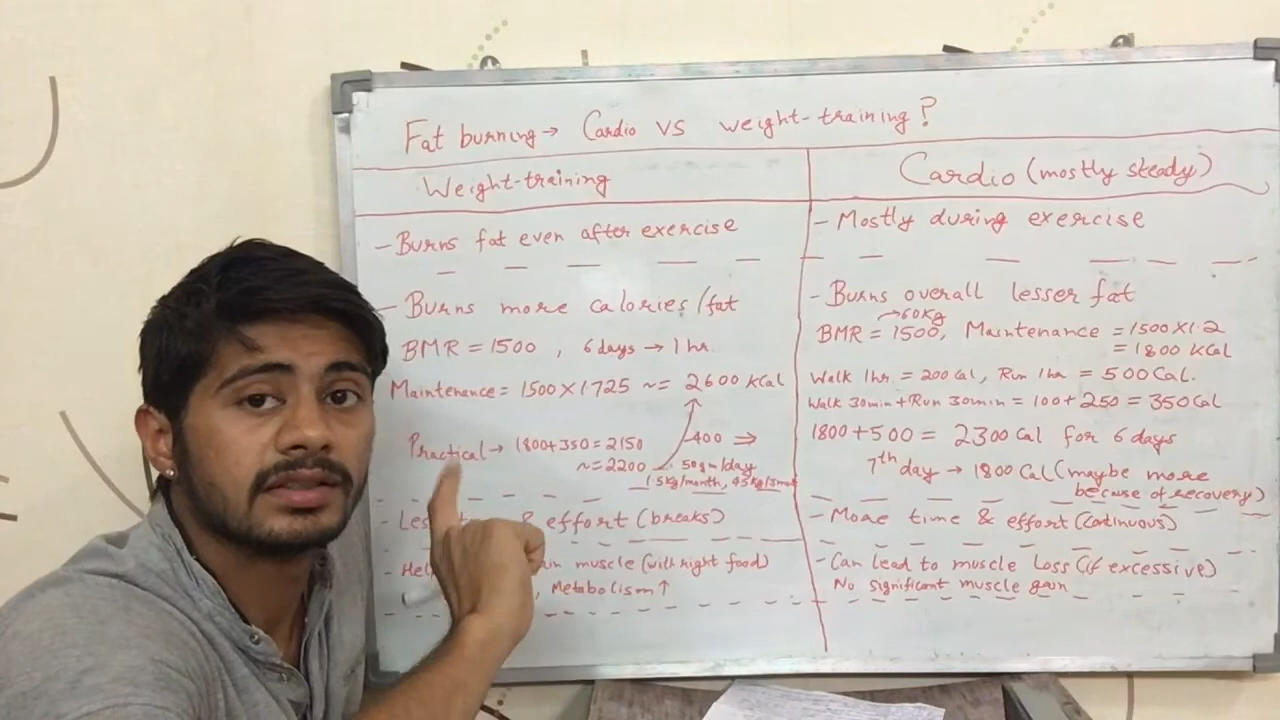 Fat burning → Cardio vs weight-training?
Weight-training
- Burns fat even after exercise
- Burns more calories/fat
BMR = 1500 , 6 days → 1 hr.
Maintenance = 1500 X 1.725 ~= 2600 KCal
Practical → 1800+350 = 2150
~= 2200
400 ⇒
50gm/day
1.5kg/month, 4.5kg/3mon
- Less & effort (breaks)
muscle (with right food)
, Metabolism ↑
Cardio (mostly steady)
- Mostly during exercise
- Burns overall lesser fat
→ 60Kg
BMR = 1500, Maintenance = 1500 X 1.2
= 1800 KCal
Walk 1hr. = 200 Cal, Run 1hr = 500 Cal.
Walk 30min + Run 30min = 100 + 250 = 350 Cal
1800 + 500 = 2300 Cal for 6 days
7th day → 1800 Cal (maybe more
because of recovery)
- More time & effort (Continuous)
- Can lead to muscle Loss (if excessive)
No significant muscle gain